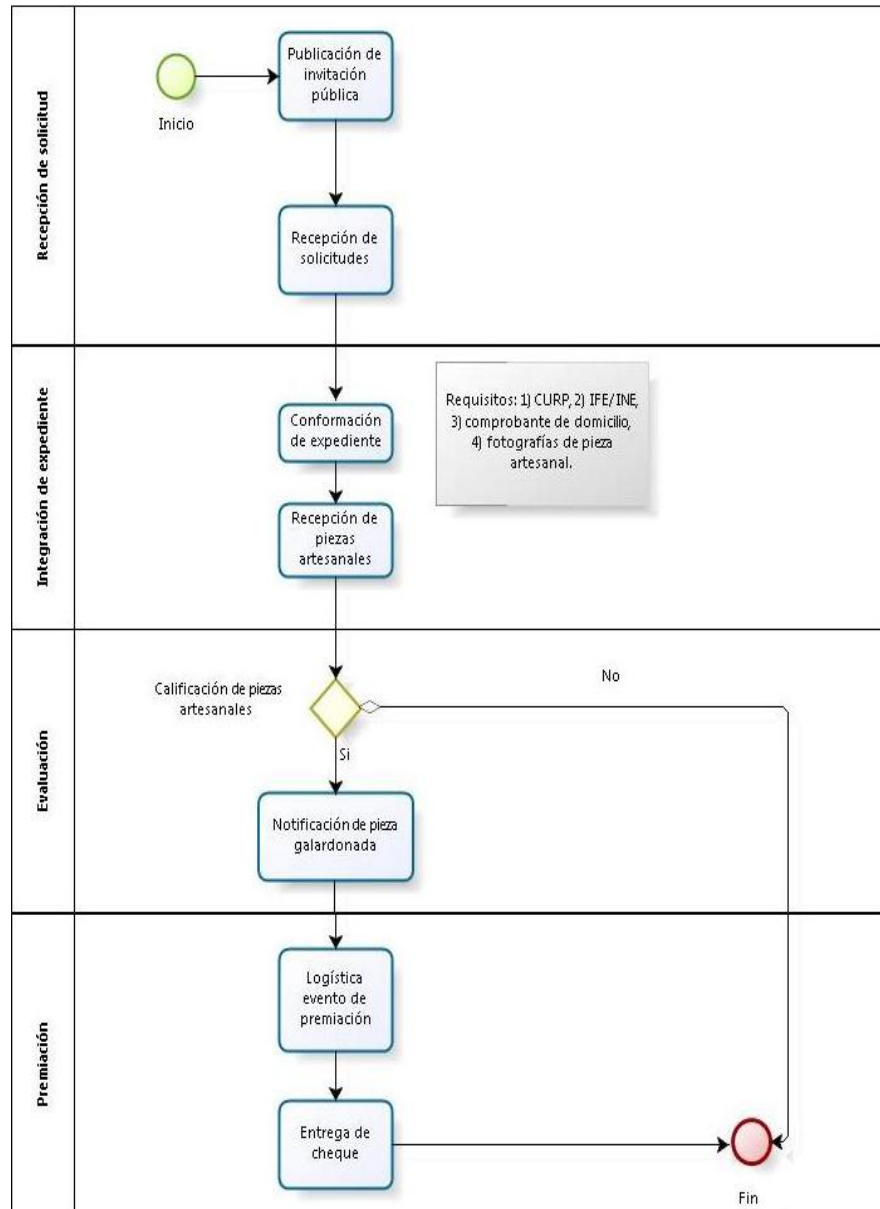 Recepción de solicitud
Publicación de
invitación
pública
Inicio
Recepción de
solicitudes
Integración de expediente
Conformación
de expediente
Requisitos: 1) CURP, 2) IFE/INE,
3) comprobante de domicilio,
4) fotografías de pieza
artesanal.
Recepción de
piezas
artesanales
Evaluación
Calificación de piezas
artesanales
No
Si
Notificación de pieza
galardonada
Premiación
Logística
evento de
premiación
Entrega de
cheque
Fin